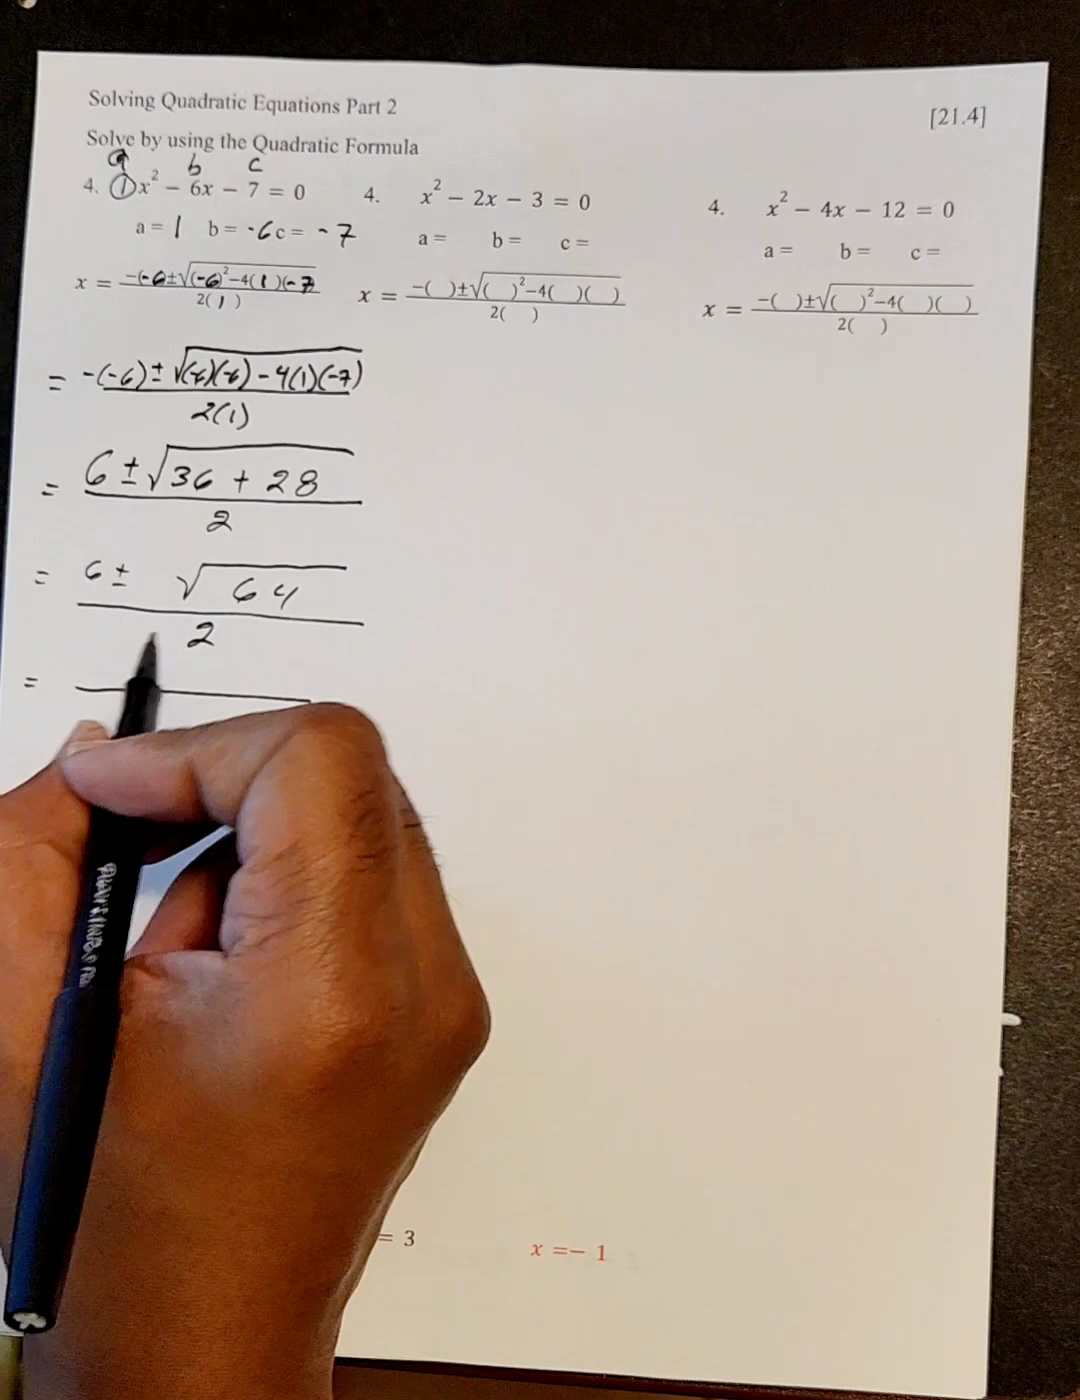 Solving Quadratic Equations Part 2
[21.4]
Solve by using the Quadratic Formula
a b c
4. 1x² − 6x − 7 = 0
a = 1 b = -6 c = -7
x = −(-6)±√(-6)²−4(1)(-7) / 2(1)
= -(-6) ± √(-6)(-6) - 4(1)(-7) / 2(1)
= 6 ± √36 + 28 / 2
= 6 ± √64 / 2
=
4. x² − 2x − 3 = 0
a = b = c =
x = −( )±√( )²−4( )( ) / 2( )
4. x² − 4x − 12 = 0
a = b = c =
x = −( )±√( )²−4( )( ) / 2( )
= 3 x =− 1